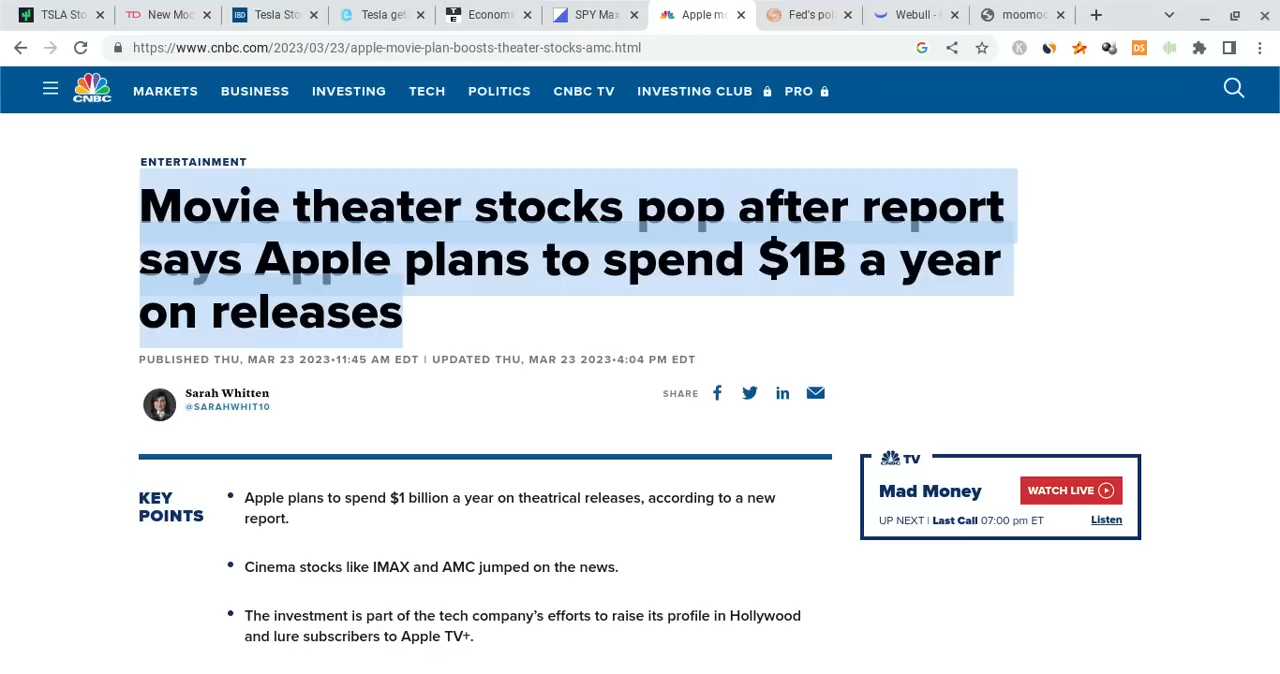 TSLA Sto
New Moc
Tesla Sto
Tesla get
Econom
SPY Max
Apple mo
Fed's pol
Webull -
moomoo
https://www.cnbc.com/2023/03/23/apple-movie-plan-boosts-theater-stocks-amc.html
CNBC
MARKETS BUSINESS INVESTING TECH POLITICS CNBC TV INVESTING CLUB PRO
ENTERTAINMENT
Movie theater stocks pop after report
says Apple plans to spend $1B a year
on releases
PUBLISHED THU, MAR 23 2023•11:45 AM EDT | UPDATED THU, MAR 23 2023•4:04 PM EDT
Sarah Whitten
@SARAHWHIT10
SHARE
KEY
POINTS
• Apple plans to spend $1 billion a year on theatrical releases, according to a new
report.
• Cinema stocks like IMAX and AMC jumped on the news.
• The investment is part of the tech company's efforts to raise its profile in Hollywood
and lure subscribers to Apple TV+.
CNBC TV
Mad Money
WATCH LIVE
UP NEXT | Last Call 07:00 pm ET
Listen